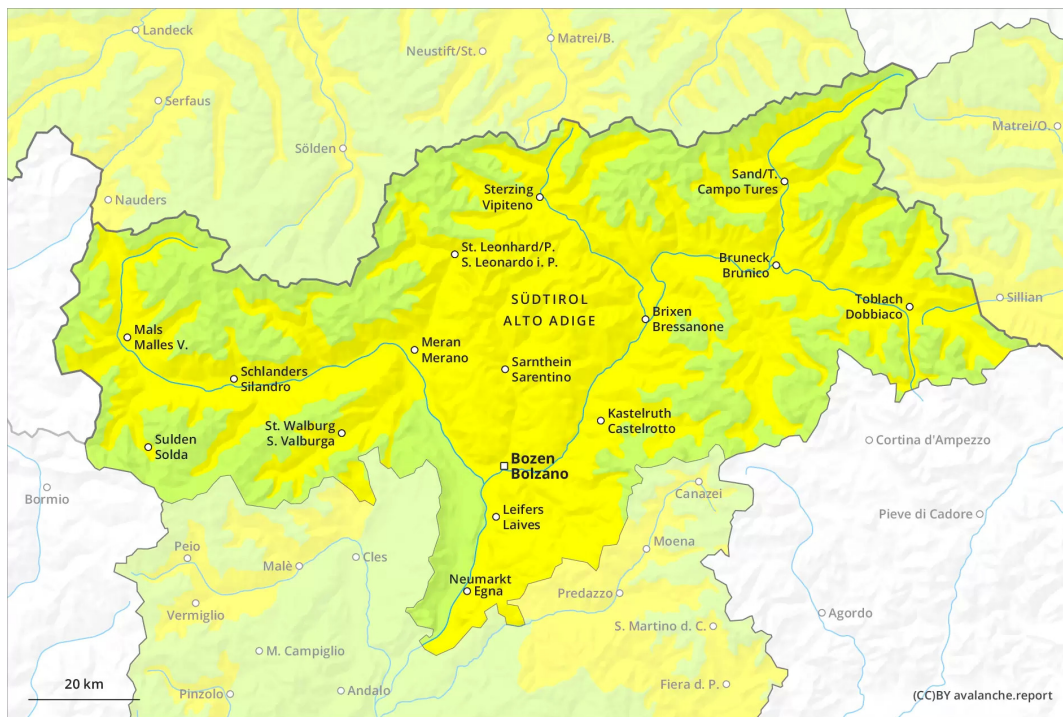 Landeck
Matrei/B.
Neustift/St.
Serfaus
Matrei/O.
Sölden
Nauders
Sand/T.
Campo Tures
Sterzing
Vipiteno
St. Leonhard/P.
S. Leonardo i. P.
Bruneck
Brunico
SÜDTIROL
ALTO ADIGE
Toblach
Dobbiaco
Sillian
Brixen
Bressanone
Mals
Malles V.
Meran
Merano
Sarnthein
Sarentino
Schlanders
Silandro
Kastelruth
Castelrotto
St. Walburg
S. Valburga
Sulden
Solda
Cortina d'Ampezzo
Bozen
Bolzano
Bormio
Canazei
Pieve di Cadore
Leifers
Laives
Moena
Peio
Cles
Malè
Neumarkt
Egna
Predazzo
Vermiglio
Agordo
S. Martino d. C.
M. Campiglio
20 km
Pinzolo
Andalo
Fiera d. P.
(CC)BY avalanche.report